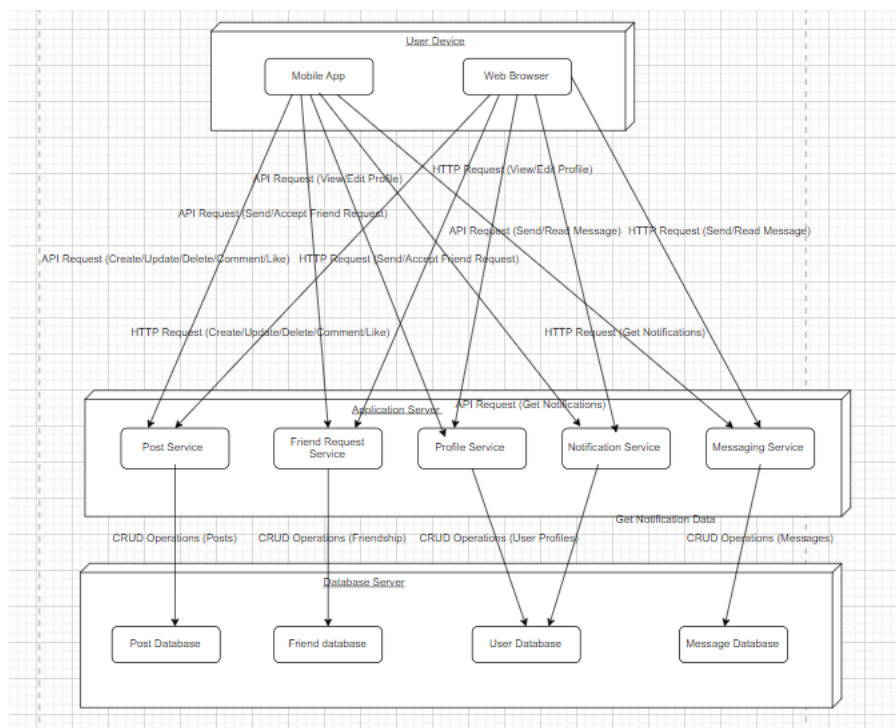 User Device
Mobile App
Web Browser
API Request (View/Edit Profile)
HTTP Request (View/Edit Profile)
API Request (Send/Accept Friend Request)
API Request (Send/Read Message)
HTTP Request (Send/Read Message)
API Request (Create/Update/Delete/Comment/Like)
HTTP Request (Send/Accept Friend Request)
HTTP Request (Create/Update/Delete/Comment/Like)
HTTP Request (Get Notifications)
Application Server
API Request (Get Notifications)
Post Service
Friend Request
Service
Profile Service
Notification Service
Messaging Service
Get Notification Data
CRUD Operations (Posts)
CRUD Operations (Friendship)
CRUD Operations (User Profiles)
CRUD Operations (Messages)
Database Server
Post Database
Friend database
User Database
Message Database